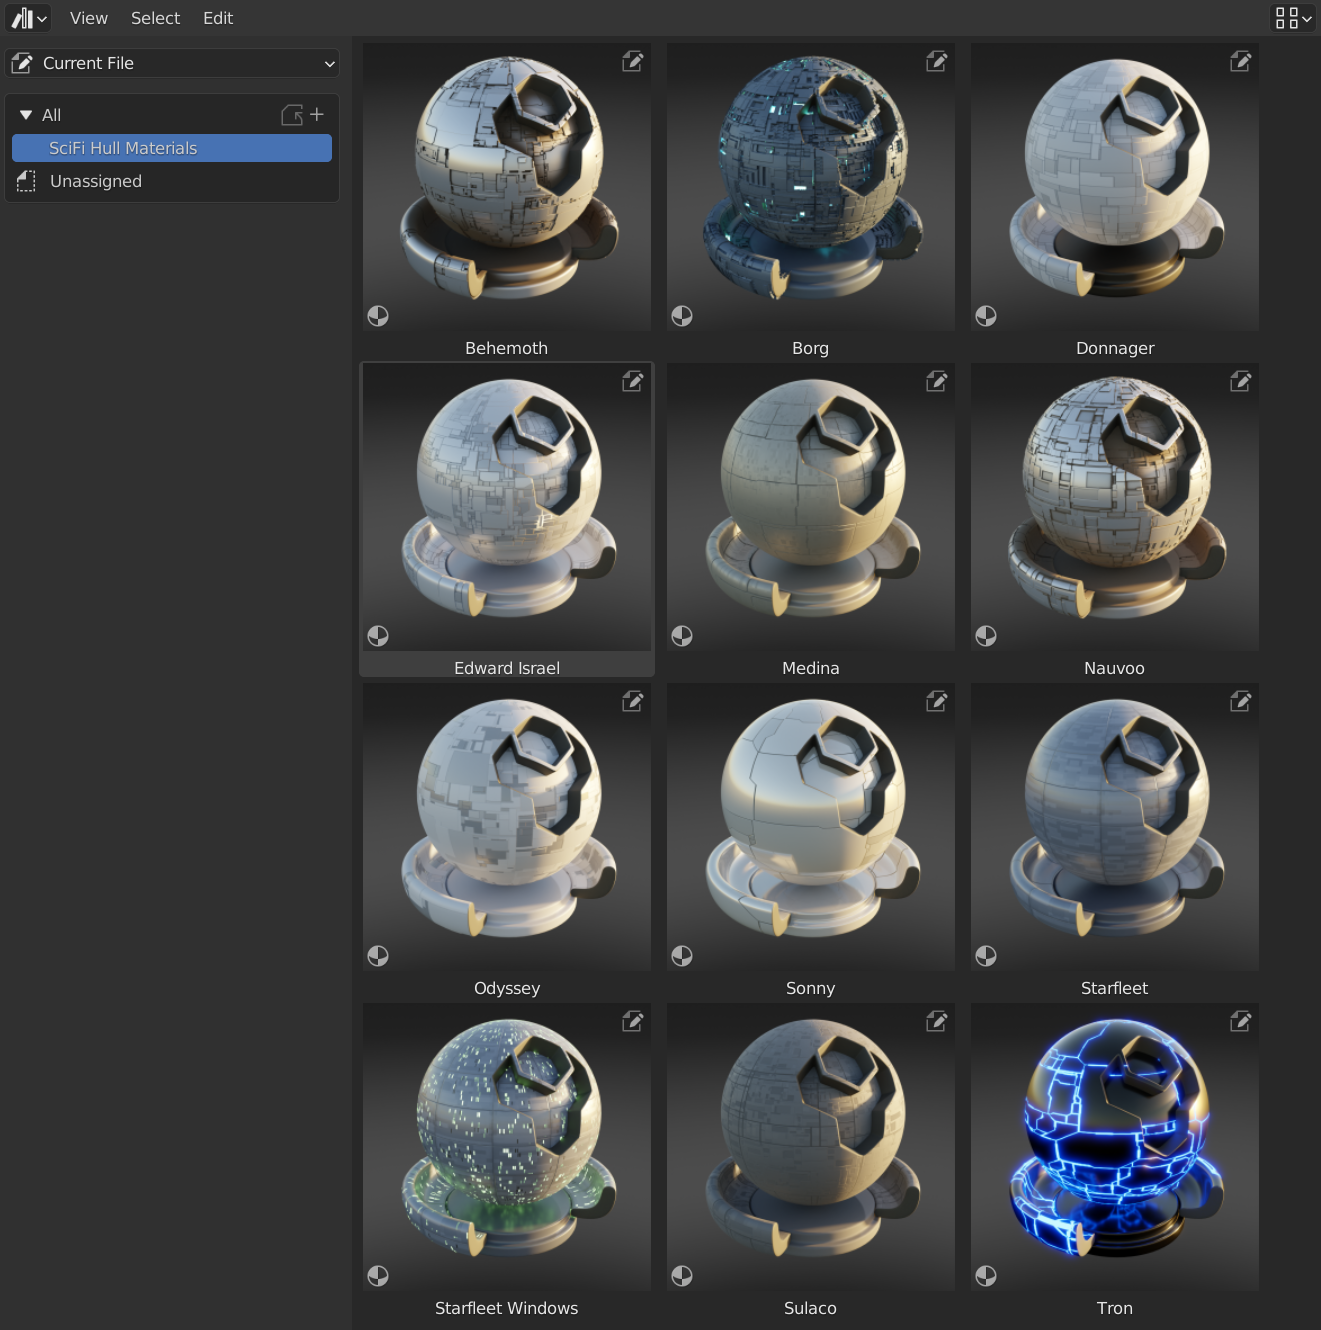 View Select Edit
Current File
All
SciFi Hull Materials
Unassigned
Behemoth Borg Donnager
Edward Israel Medina Nauvoo
Odyssey Sonny Starfleet
Starfleet Windows Sulaco Tron